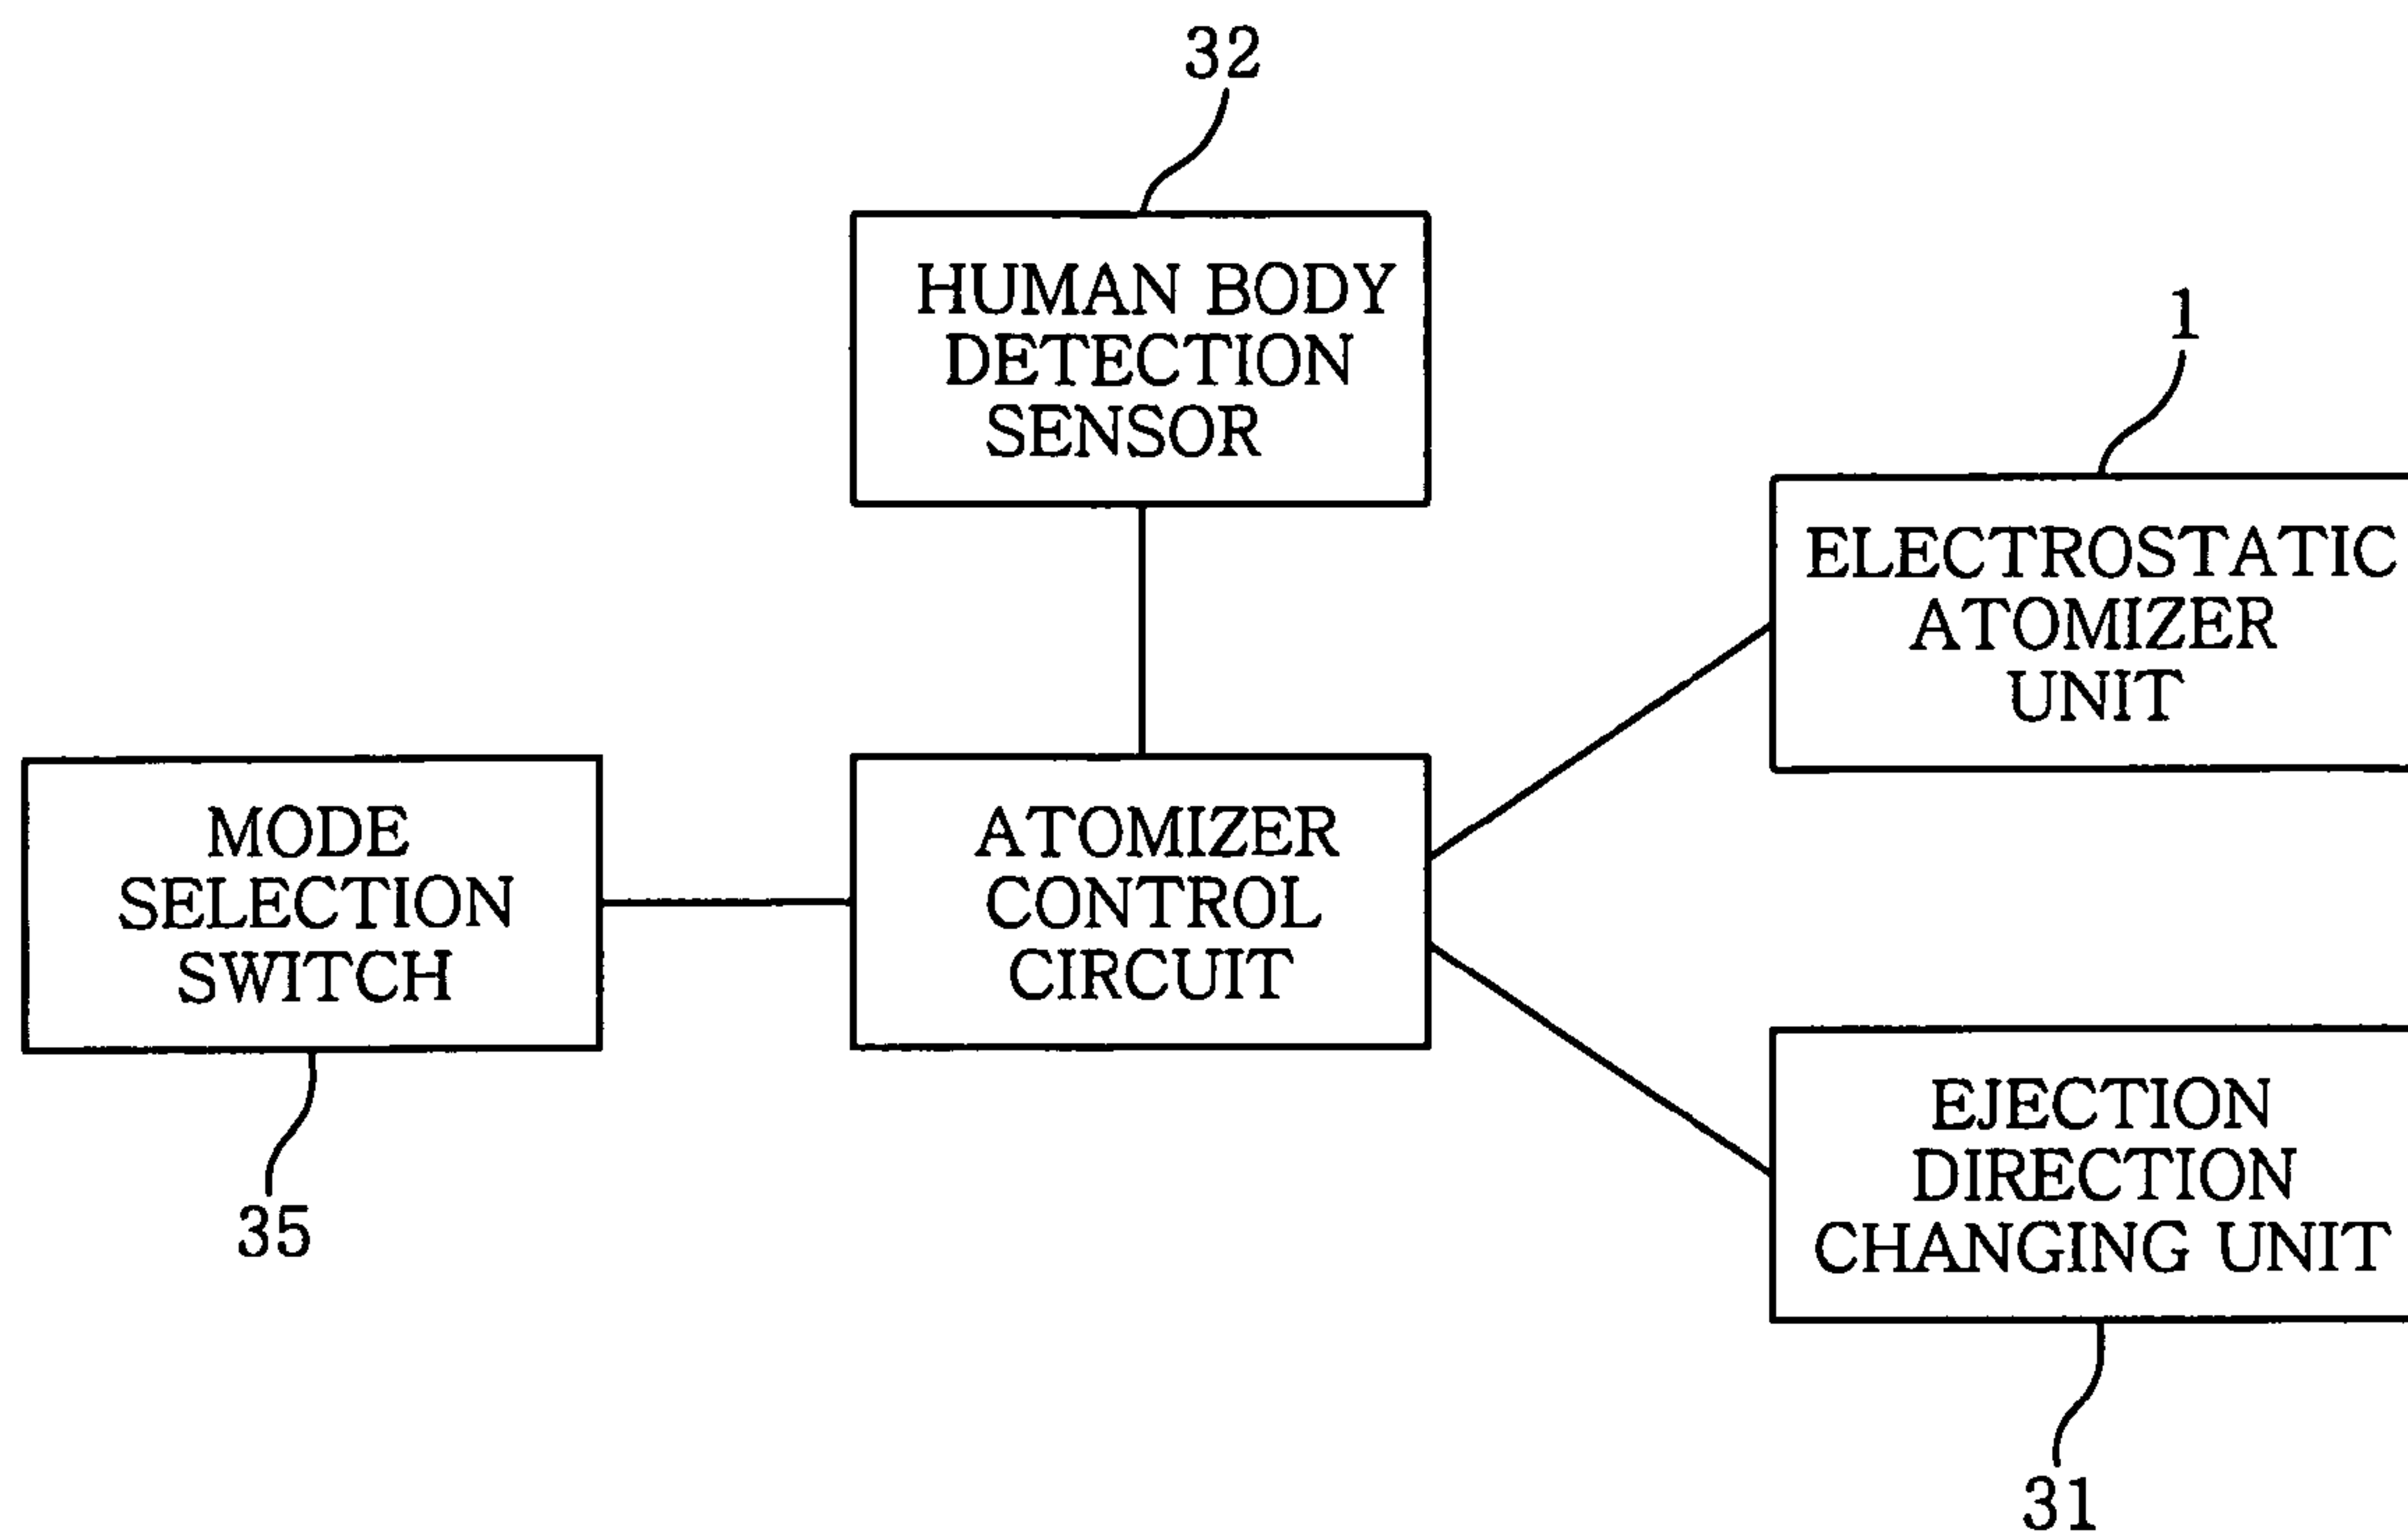 32
HUMAN BODY
DETECTION
SENSOR
1
ELECTROSTATIC
ATOMIZER
UNIT
MODE
SELECTION
SWITCH
35
ATOMIZER
CONTROL
CIRCUIT
EJECTION
DIRECTION
CHANGING UNIT
31